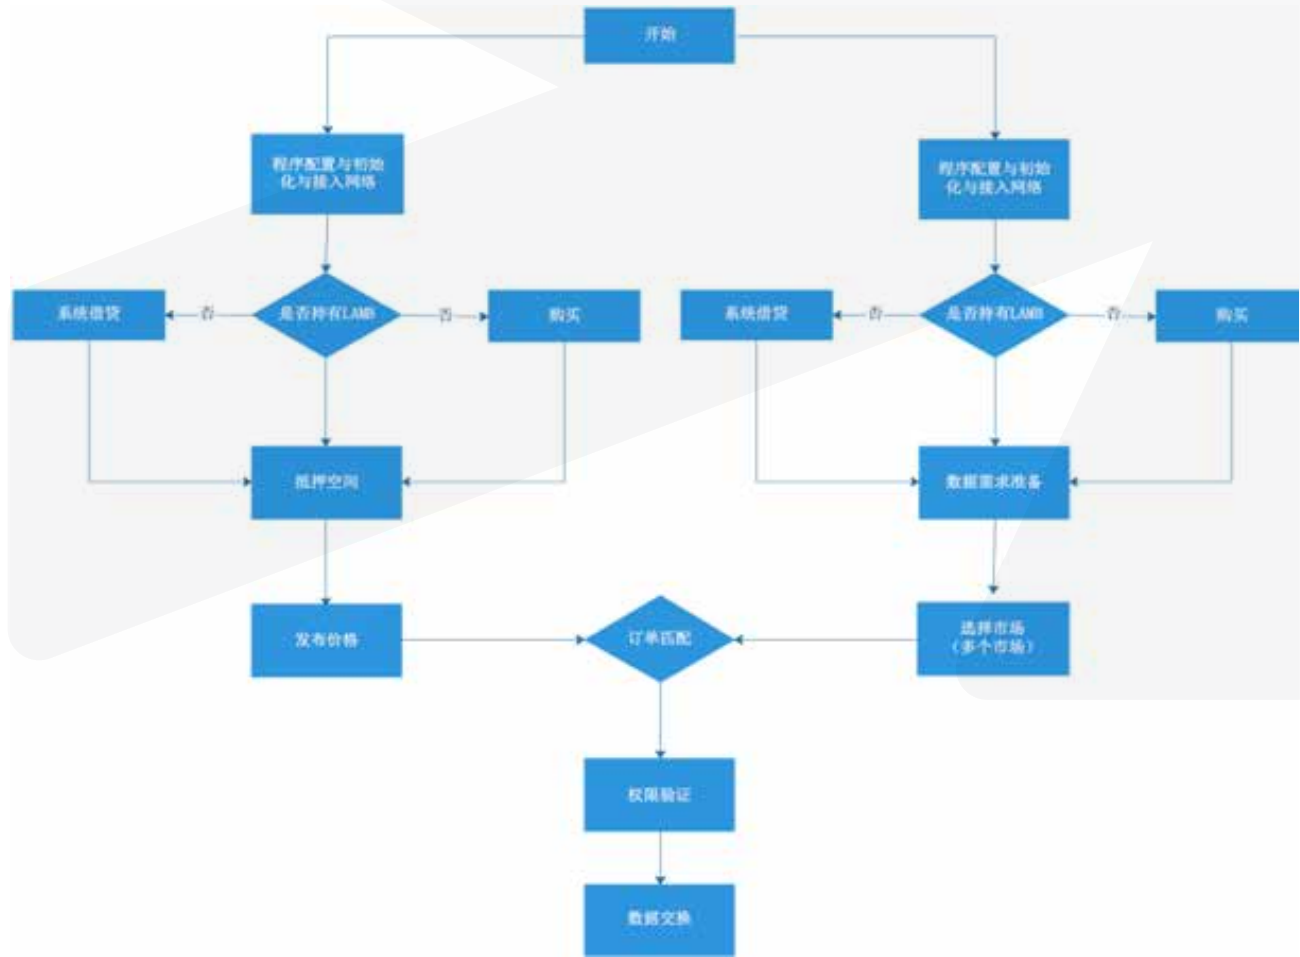 开始
程序配置与初始
化与接入网络
程序配置与初始
化与接入网络
系统借贷
否
是否持有LAMB
否
购买
系统借贷
否
是否持有LAMB
否
购买
抵押空间
数据需求准备
发布价格
订单匹配
选择市场
（多个市场）
权限验证
数据交换